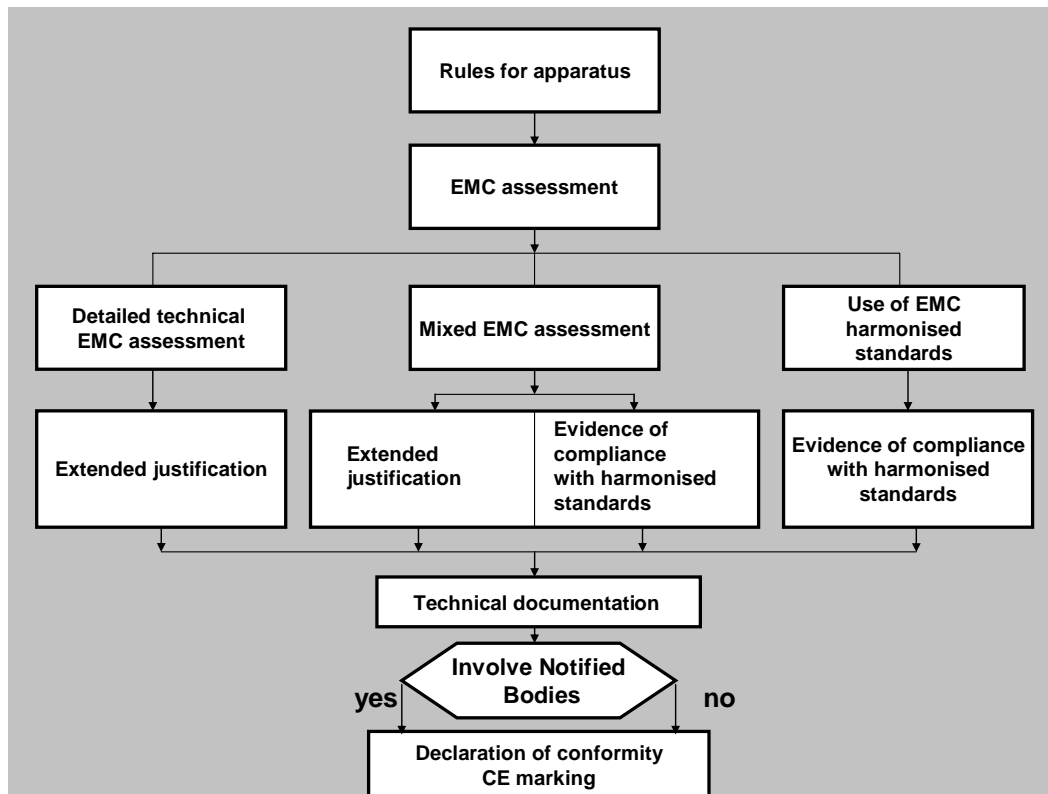 Rules for apparatus
EMC assessment
Detailed technical
EMC assessment
Mixed EMC assessment
Use of EMC
harmonised
standards
Extended justification
Extended
justification
Evidence of
compliance
with harmonised
standards
Evidence of compliance
with harmonised
standards
Technical documentation
Involve Notified
Bodies
yes
no
Declaration of conformity
CE marking